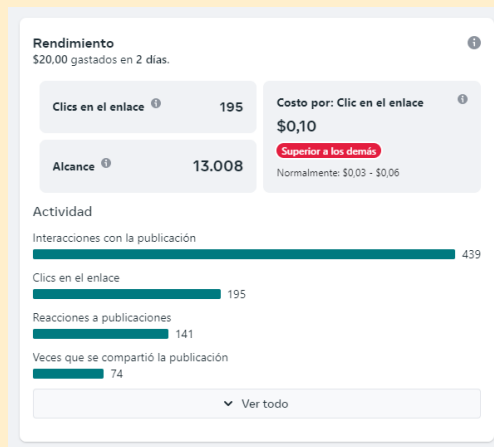 Rendimiento
$20,00 gastados en 2 días.
Clics en el enlace
195
Alcance
13.008
Costo por: Clic en el enlace
$0,10
Superior a los demás
Normalmente: $0,03 - $0,06
Actividad
Interacciones con la publicación
439
Clics en el enlace
195
Reacciones a publicaciones
141
Veces que se compartió la publicación
74
Ver todo